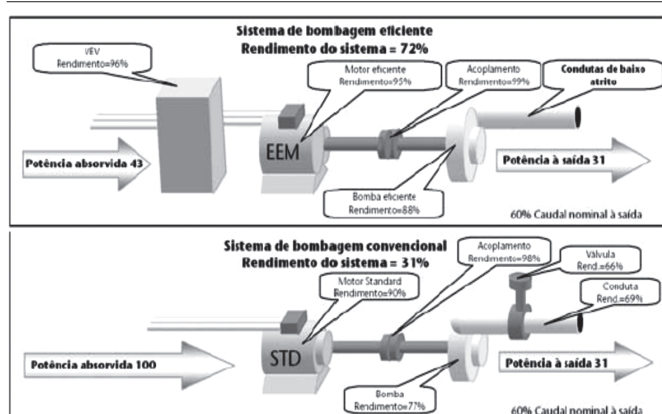 Sistema de bombagem eficiente
Rendimento do sistema = 72%
VEV
Rendimento=96%
Motor eficiente
Rendimento=95%
Acoplamento
Rendimento=99%
Condutas de baixo
atrito
EEM
Potência absorvida 43
Potência à saída 31
Bomba eficiente
Rendimento=88%
60% Caudal nominal à saída
Sistema de bombagem convencional
Rendimento do sistema = 31%
Acoplamento
Rendimento=98%
Válvula
Rend.=66%
Motor Standard
Rendimento=90%
Conduta
Rend.=69%
STD
Potência absorvida 100
Potência à saída 31
Bomba
Rendimento=77%
60% Caudal nominal à saída